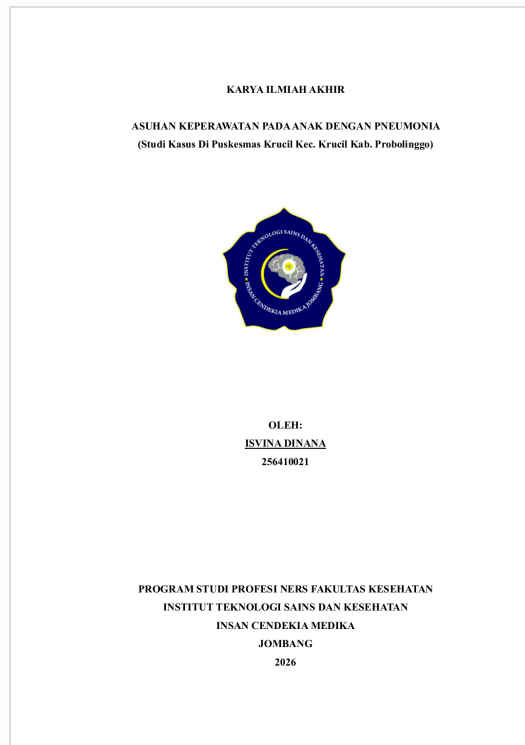 KARYA ILMIAH AKHIR
ASUHAN KEPERAWATAN PADA ANAK DENGAN PNEUMONIA
(Studi Kasus Di Puskesmas Krucil Kec. Krucil Kab. Probolinggo)
INSTITUT TEKNOLOGI SAINS DAN KESEHATAN
INSAN CENDEKIA MEDIKA JOMBANG
OLEH:
ISVINA DINANA
256410021
PROGRAM STUDI PROFESI NERS FAKULTAS KESEHATAN
INSTITUT TEKNOLOGI SAINS DAN KESEHATAN
INSAN CENDEKIA MEDIKA
JOMBANG
2026